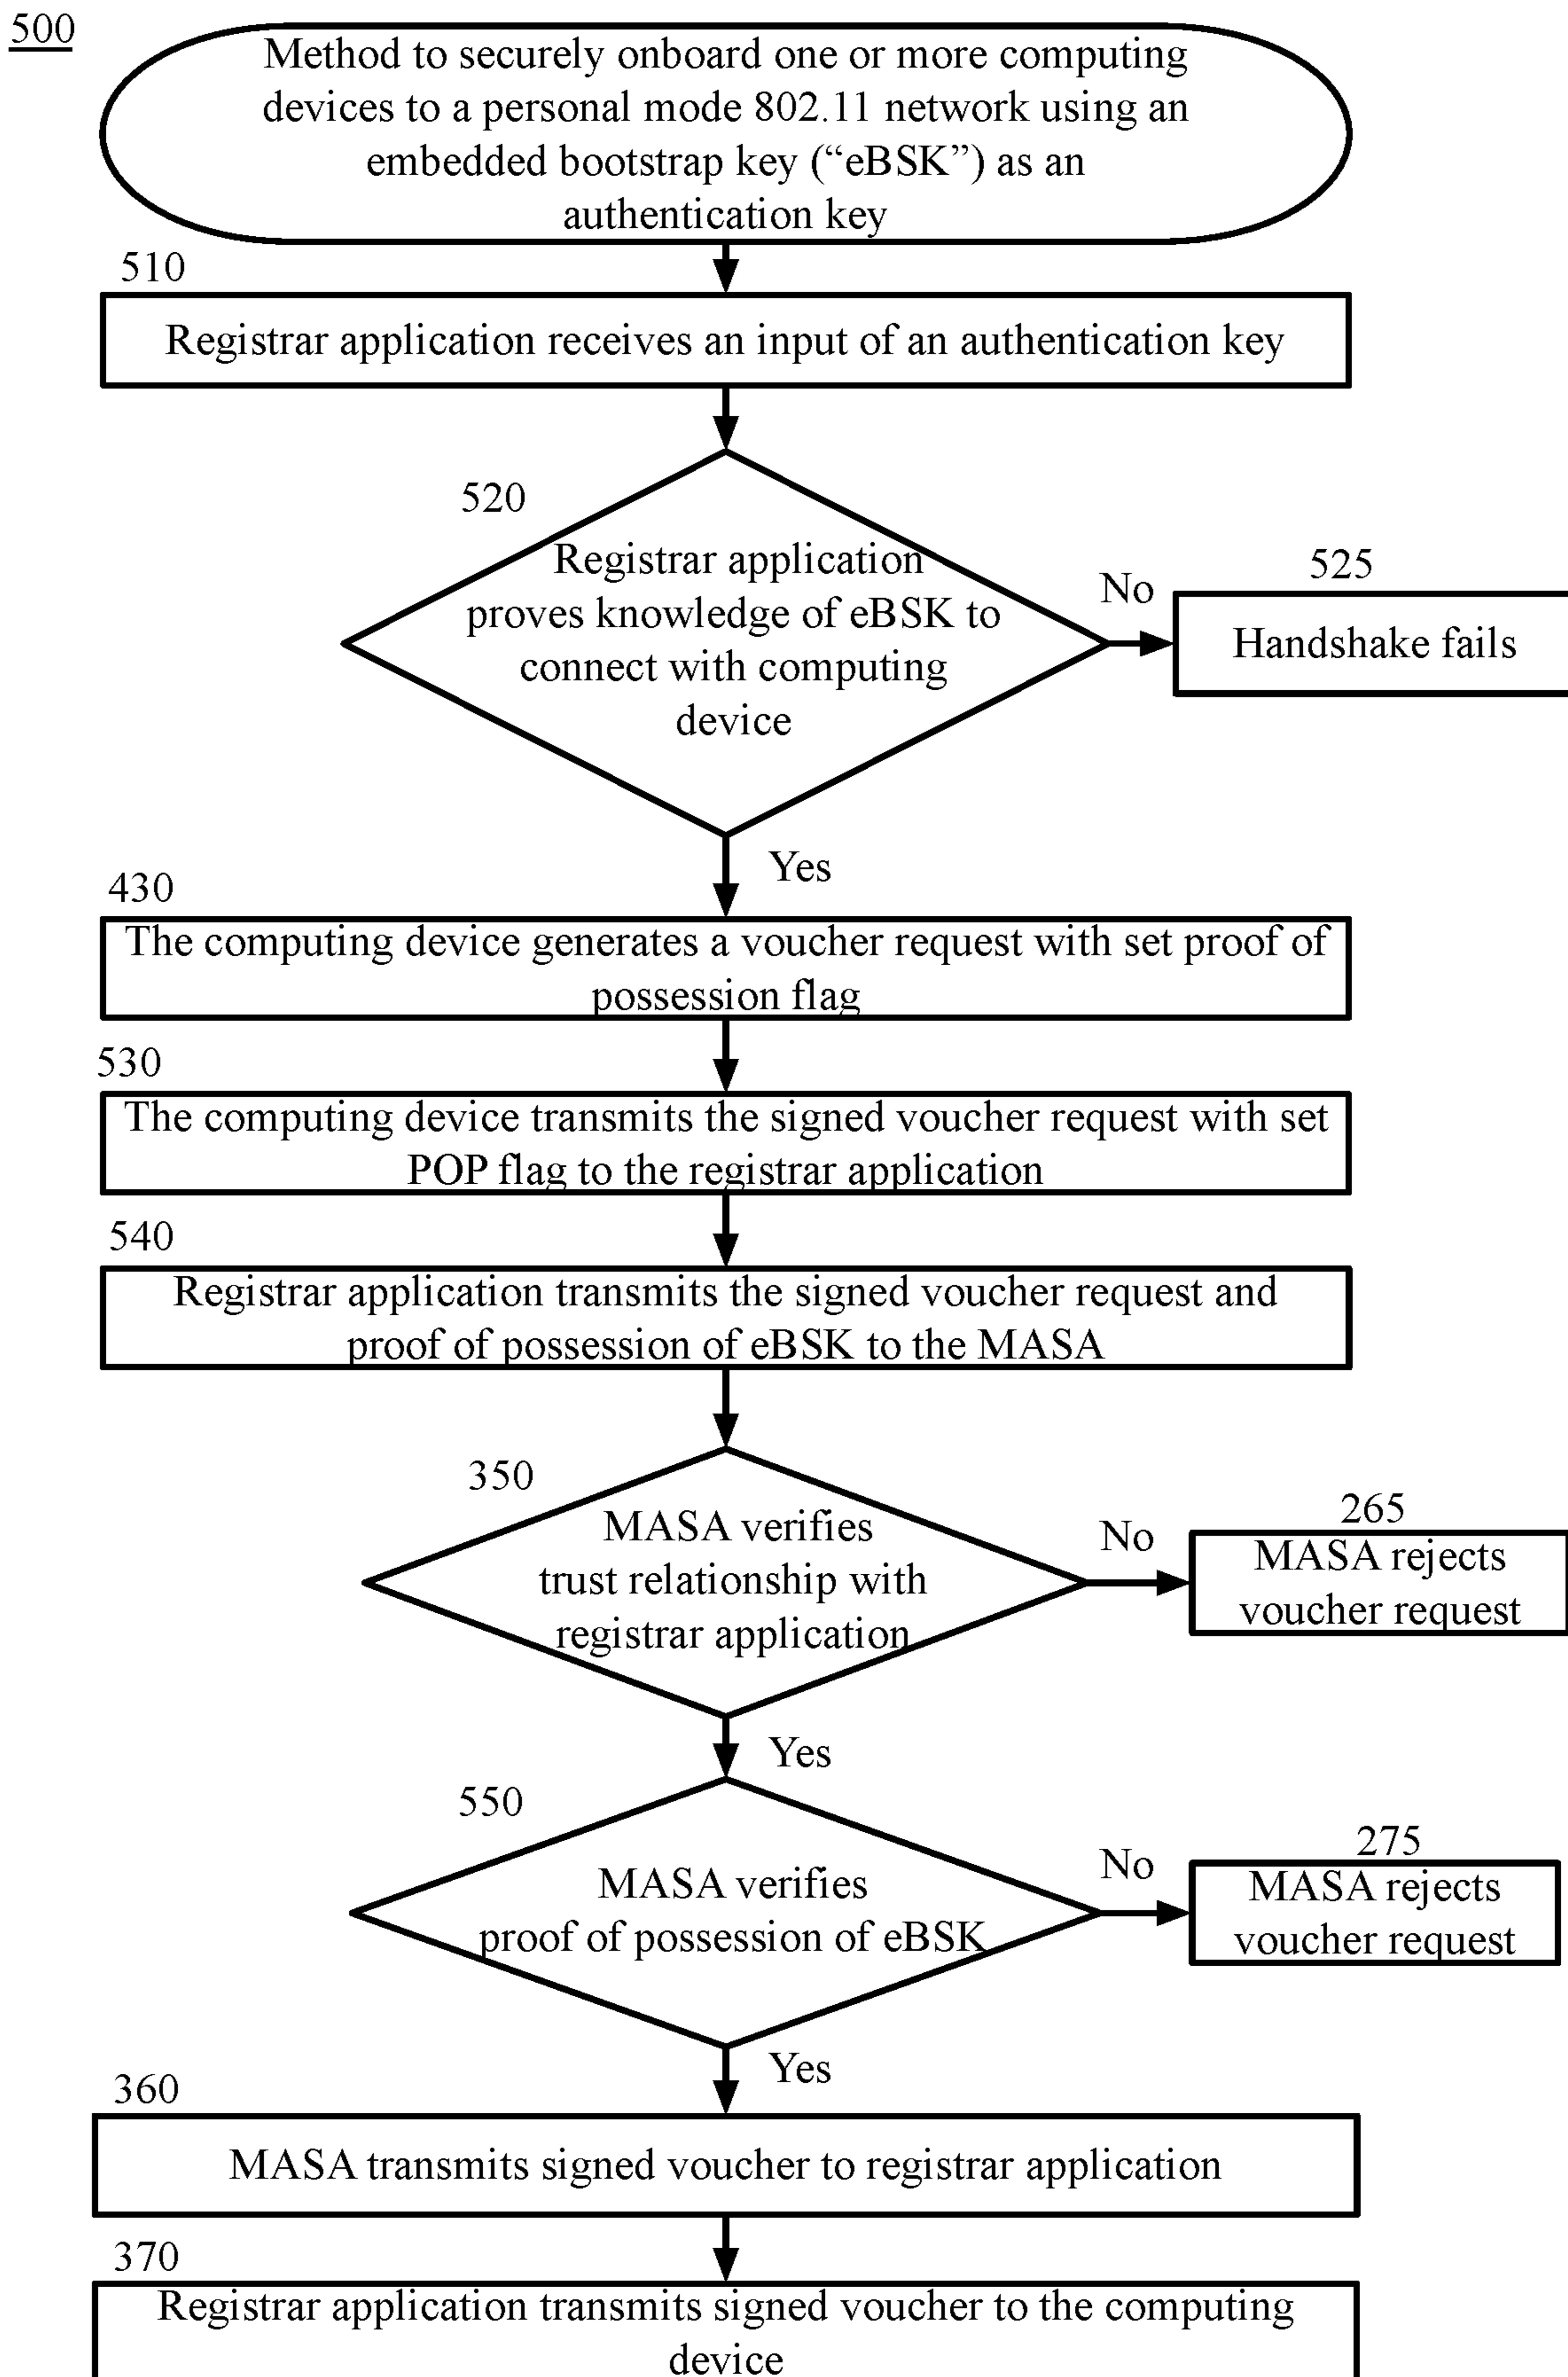 500
Method to securely onboard one or more computing
devices to a personal mode 802.11 network using an
embedded bootstrap key (“eBSK”) as an
authentication key
510
Registrar application receives an input of an authentication key
520
Registrar application
proves knowledge of eBSK to
connect with computing
device
No
525
Handshake fails
Yes
430
The computing device generates a voucher request with set proof of
possession flag
530
The computing device transmits the signed voucher request with set
POP flag to the registrar application
540
Registrar application transmits the signed voucher request and
proof of possession of eBSK to the MASA
350
MASA verifies
trust relationship with
registrar application
No
265
MASA rejects
voucher request
Yes
550
MASA verifies
proof of possession of eBSK
No
275
MASA rejects
voucher request
Yes
360
MASA transmits signed voucher to registrar application
370
Registrar application transmits signed voucher to the computing
device